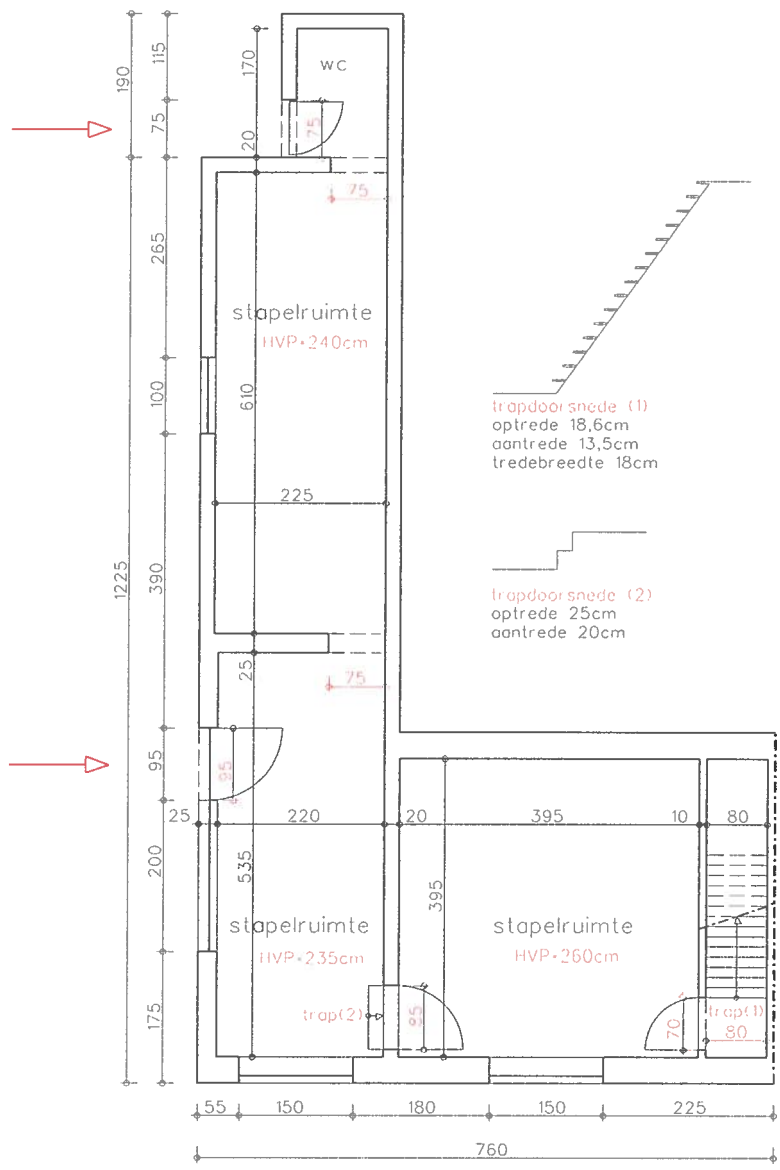 115
190
170
wc
75
75
20
75
265
stapelruimte
HVP=240cm
100
610
trapdoorsnede (1)
optrede 18,6cm
aantrede 13,5cm
tredebreedte 18cm
225
390
1225
trapdoorsnede (2)
optrede 25cm
aantrede 20cm
25
75
95
95
25
220
20
395
10
80
200
535
395
stapelruimte
HVP=235cm
stapelruimte
HVP=260cm
175
trap(2)
85
70
trap(1)
80
55
150
180
150
225
760